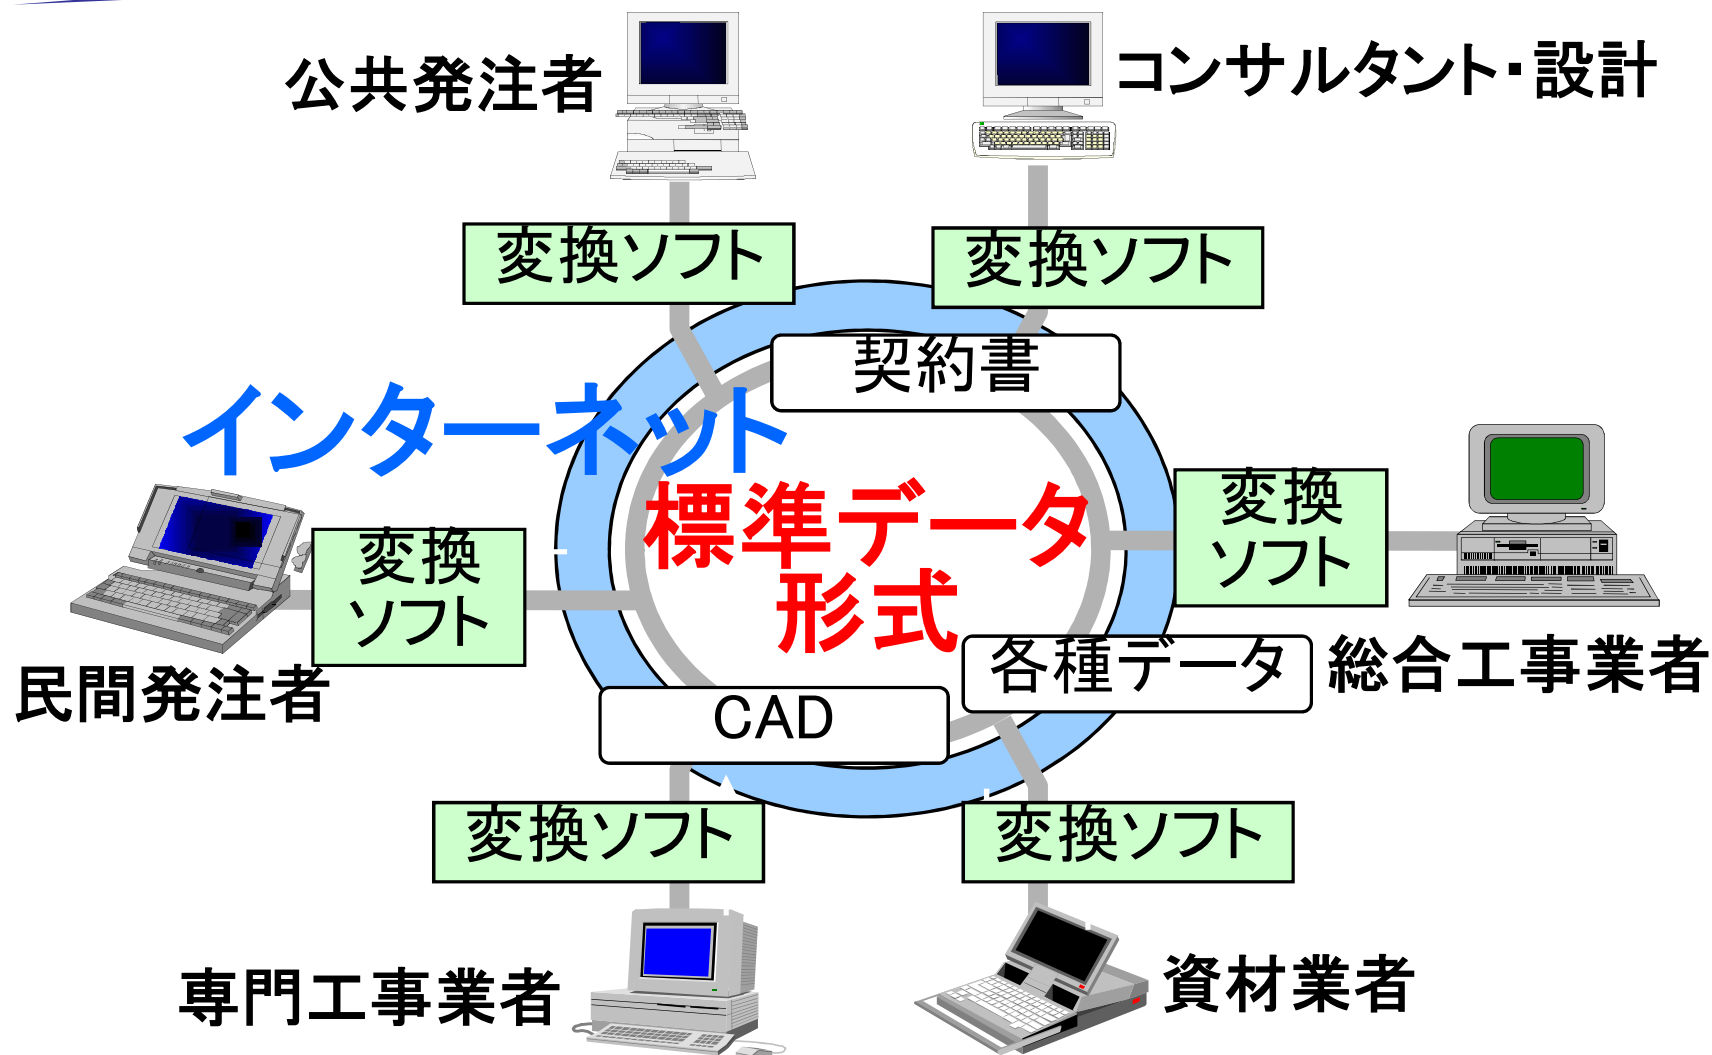 公共発注者
コンサルタント・設計
変換ソフト
変換ソフト
契約書
インターネット
標準データ
形式
変換
ソフト
変換
ソフト
民間発注者
総合工事業者
各種データ
CAD
変換ソフト
変換ソフト
専門工事業者
資材業者